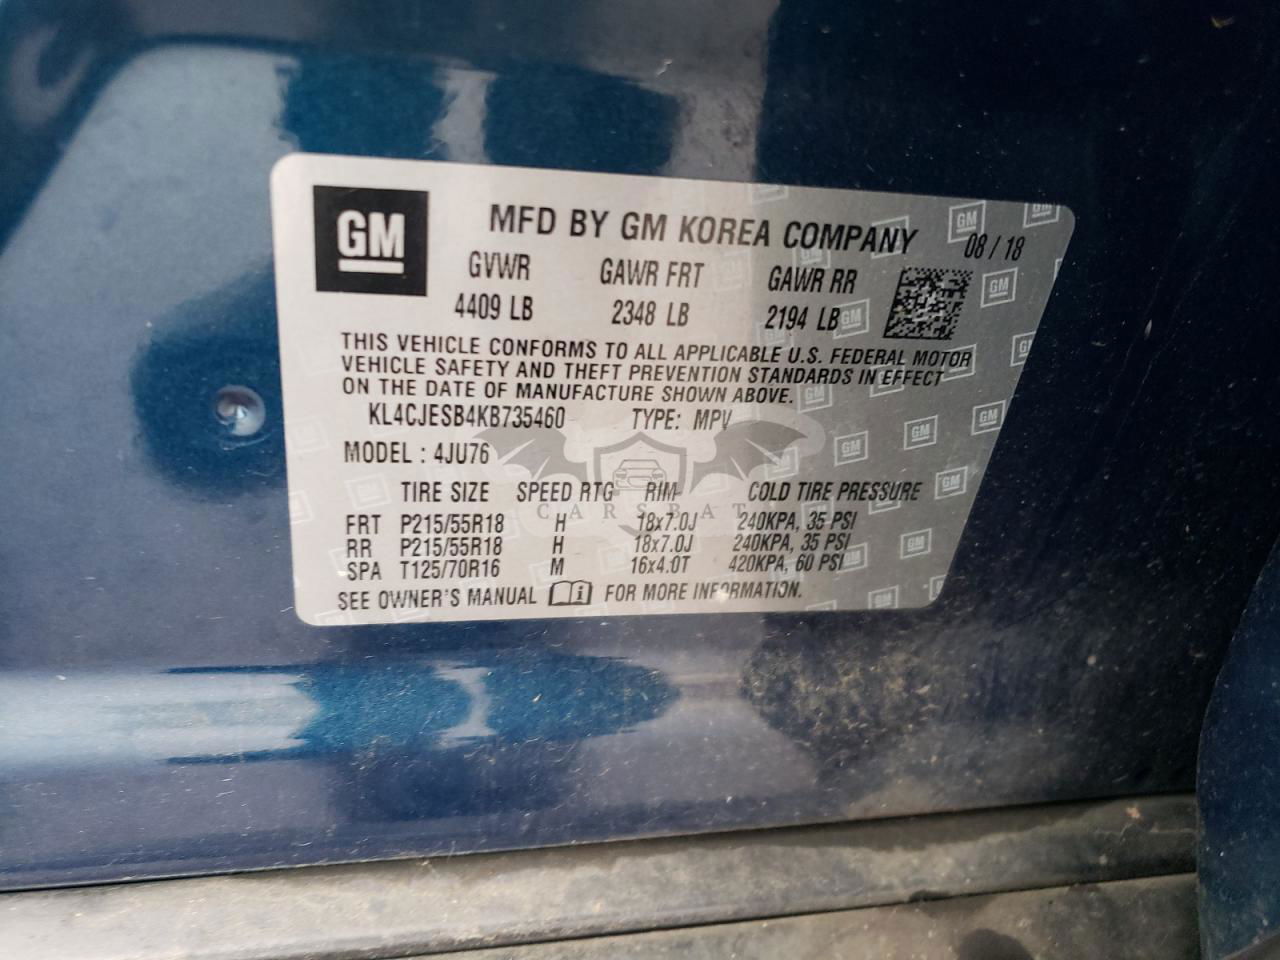 GM MFD BY GM KOREA COMPANY 08 / 18
GVWR GAWR FRT GAWR RR
4409 LB 2348 LB 2194 LB
THIS VEHICLE CONFORMS TO ALL APPLICABLE U.S. FEDERAL MOTOR
VEHICLE SAFETY AND THEFT PREVENTION STANDARDS IN EFFECT
ON THE DATE OF MANUFACTURE SHOWN ABOVE.
KL4CJESB4KB735460 TYPE: MPV
MODEL : 4JU76
TIRE SIZE SPEED RTG RIM COLD TIRE PRESSURE
CARSBAT
FRT P215/55R18 H 18x7.0J 240KPA, 35 PSI
RR P215/55R18 H 18x7.0J 240KPA, 35 PSI
SPA T125/70R16 M 16x4.0T 420KPA, 60 PSI
SEE OWNER'S MANUAL i FOR MORE INFORMATION.